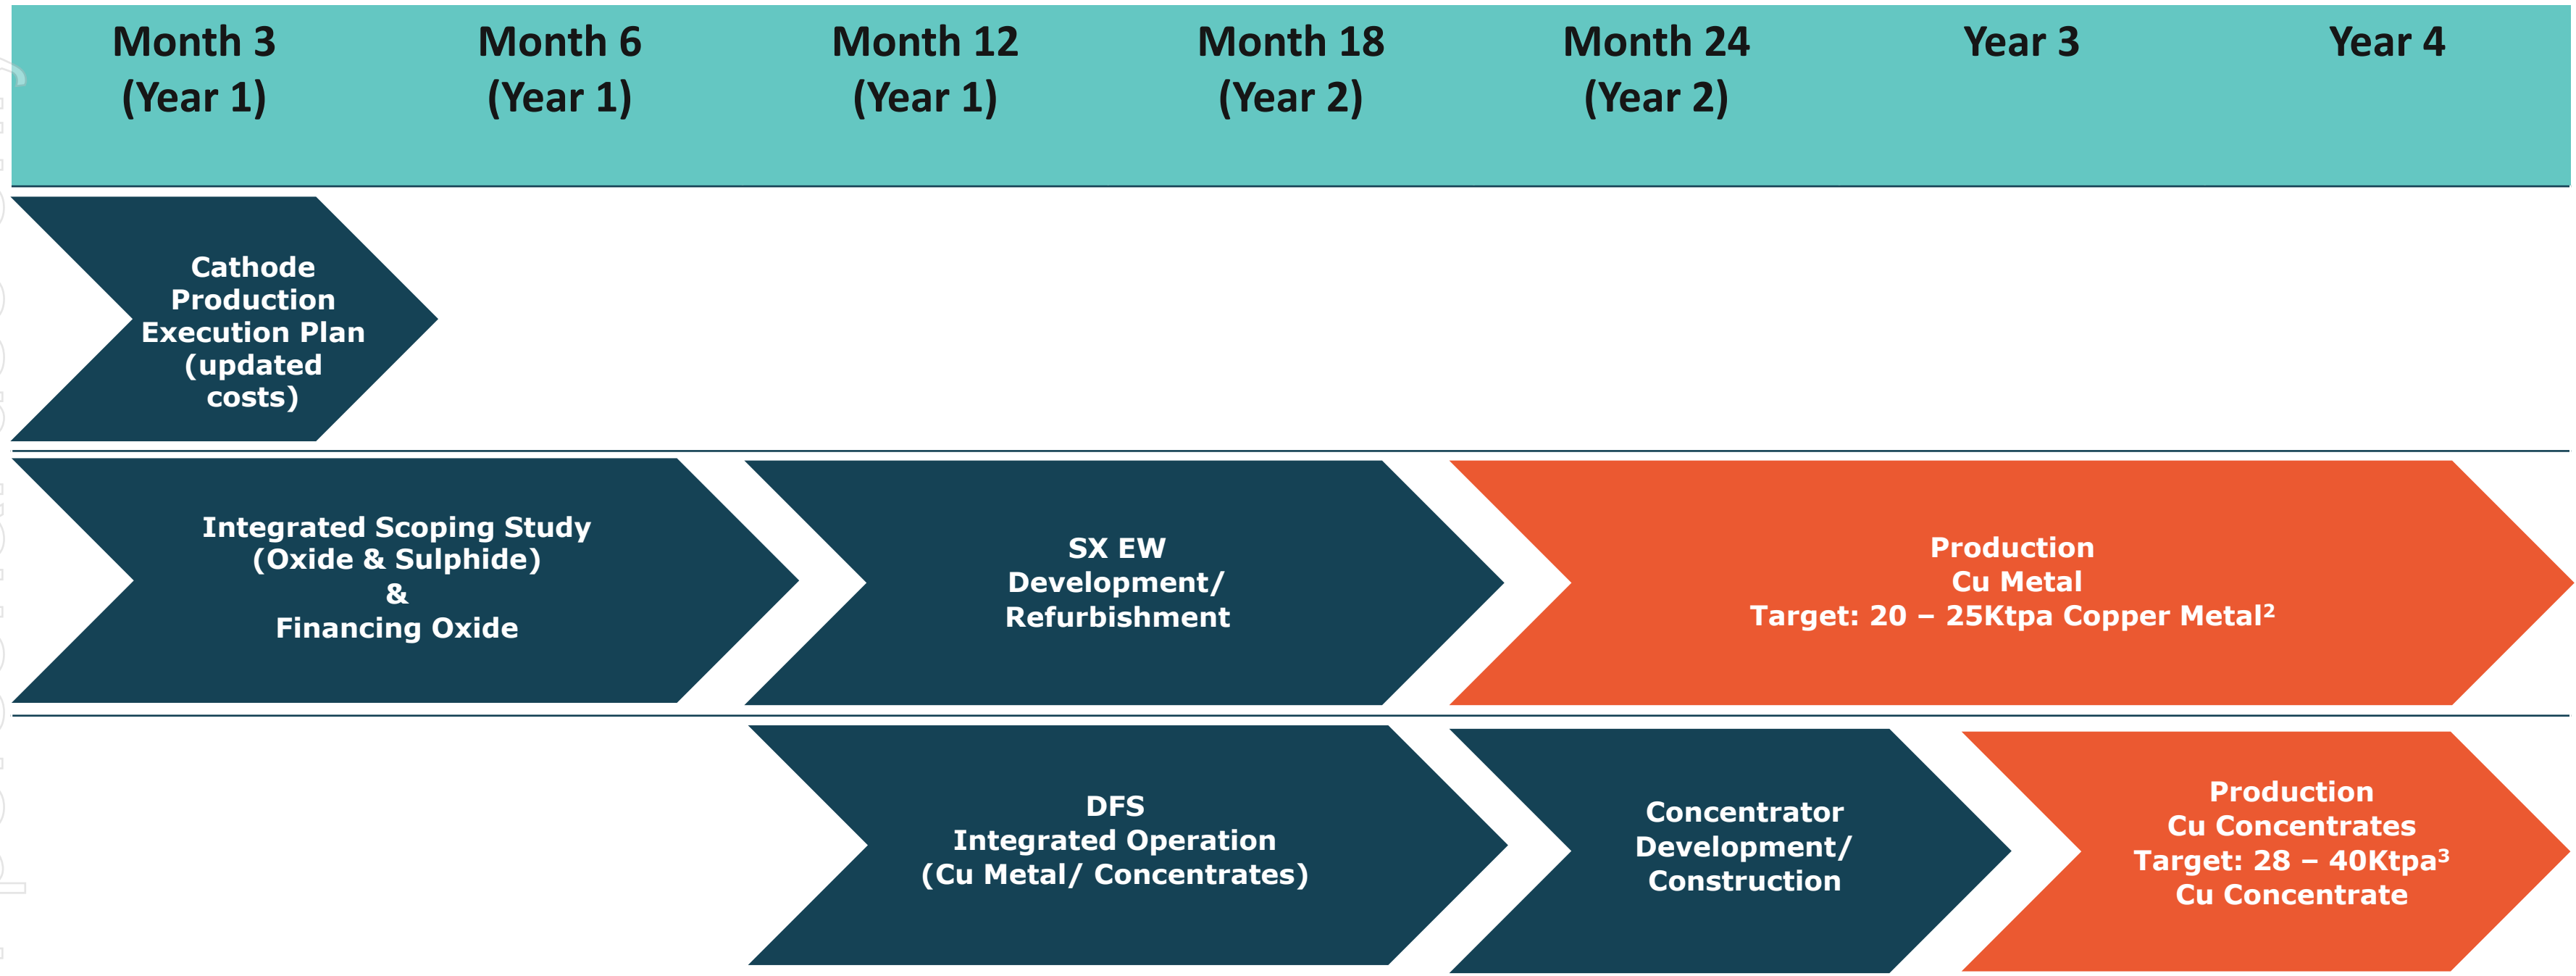 Month 3
(Year 1)
Month 6
(Year 1)
Month 12
(Year 1)
Month 18
(Year 2)
Month 24
(Year 2)
Year 3
Year 4
Cathode
Production
Execution Plan
(updated
costs)
Integrated Scoping Study
(Oxide & Sulphide)
&
Financing Oxide
SX EW
Development/
Refurbishment
Production
Cu Metal
Target: 20 – 25Ktpa Copper Metal²
DFS
Integrated Operation
(Cu Metal/ Concentrates)
Concentrator
Development/
Construction
Production
Cu Concentrates
Target: 28 – 40Ktpa³
Cu Concentrate